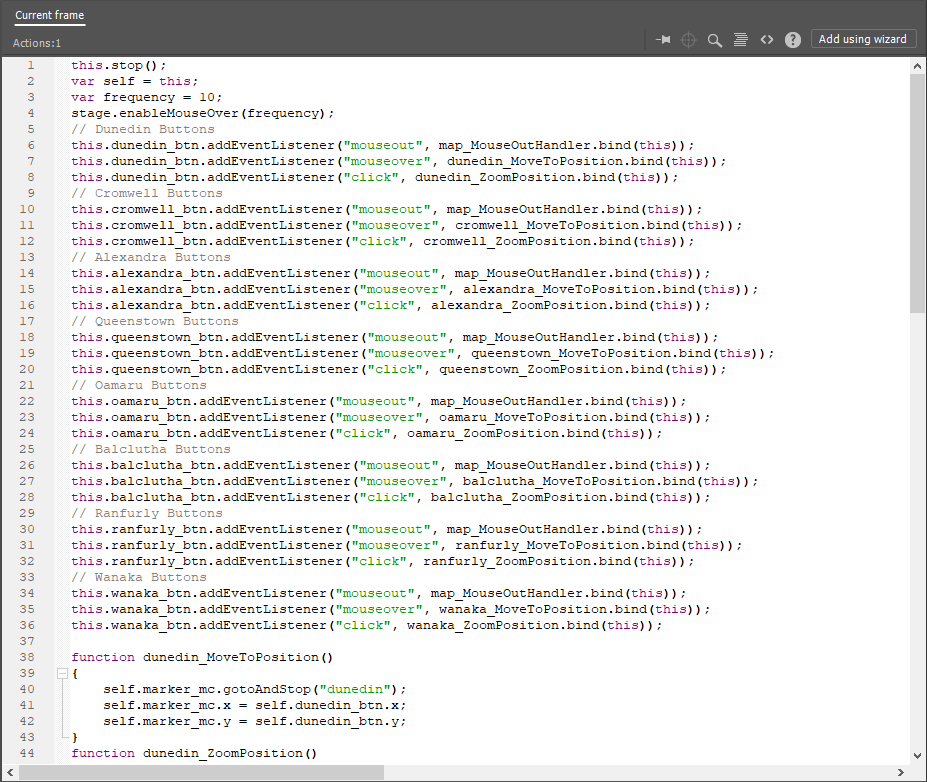 Current frame
Actions:1
Add using wizard
1 this.stop();
2 var self = this;
3 var frequency = 10;
4 stage.enableMouseOver(frequency);
5 // Dunedin Buttons
6 this.dunedin_btn.addEventListener("mouseout", map_MouseOutHandler.bind(this));
7 this.dunedin_btn.addEventListener("mouseover", dunedin_MoveToPosition.bind(this));
8 this.dunedin_btn.addEventListener("click", dunedin_ZoomPosition.bind(this));
9 // Cromwell Buttons
10 this.cromwell_btn.addEventListener("mouseout", map_MouseOutHandler.bind(this));
11 this.cromwell_btn.addEventListener("mouseover", cromwell_MoveToPosition.bind(this));
12 this.cromwell_btn.addEventListener("click", cromwell_ZoomPosition.bind(this));
13 // Alexandra Buttons
14 this.alexandra_btn.addEventListener("mouseout", map_MouseOutHandler.bind(this));
15 this.alexandra_btn.addEventListener("mouseover", alexandra_MoveToPosition.bind(this));
16 this.alexandra_btn.addEventListener("click", alexandra_ZoomPosition.bind(this));
17 // Queenstown Buttons
18 this.queenstown_btn.addEventListener("mouseout", map_MouseOutHandler.bind(this));
19 this.queenstown_btn.addEventListener("mouseover", queenstown_MoveToPosition.bind(this));
20 this.queenstown_btn.addEventListener("click", queenstown_ZoomPosition.bind(this));
21 // Oamaru Buttons
22 this.oamaru_btn.addEventListener("mouseout", map_MouseOutHandler.bind(this));
23 this.oamaru_btn.addEventListener("mouseover", oamaru_MoveToPosition.bind(this));
24 this.oamaru_btn.addEventListener("click", oamaru_ZoomPosition.bind(this));
25 // Balclutha Buttons
26 this.balclutha_btn.addEventListener("mouseout", map_MouseOutHandler.bind(this));
27 this.balclutha_btn.addEventListener("mouseover", balclutha_MoveToPosition.bind(this));
28 this.balclutha_btn.addEventListener("click", balclutha_ZoomPosition.bind(this));
29 // Ranfurly Buttons
30 this.ranfurly_btn.addEventListener("mouseout", map_MouseOutHandler.bind(this));
31 this.ranfurly_btn.addEventListener("mouseover", ranfurly_MoveToPosition.bind(this));
32 this.ranfurly_btn.addEventListener("click", ranfurly_ZoomPosition.bind(this));
33 // Wanaka Buttons
34 this.wanaka_btn.addEventListener("mouseout", map_MouseOutHandler.bind(this));
35 this.wanaka_btn.addEventListener("mouseover", wanaka_MoveToPosition.bind(this));
36 this.wanaka_btn.addEventListener("click", wanaka_ZoomPosition.bind(this));
37
38 function dunedin_MoveToPosition()
39 {
40 self.marker_mc.gotoAndStop("dunedin");
41 self.marker_mc.x = self.dunedin_btn.x;
42 self.marker_mc.y = self.dunedin_btn.y;
43 }
44 function dunedin_ZoomPosition()